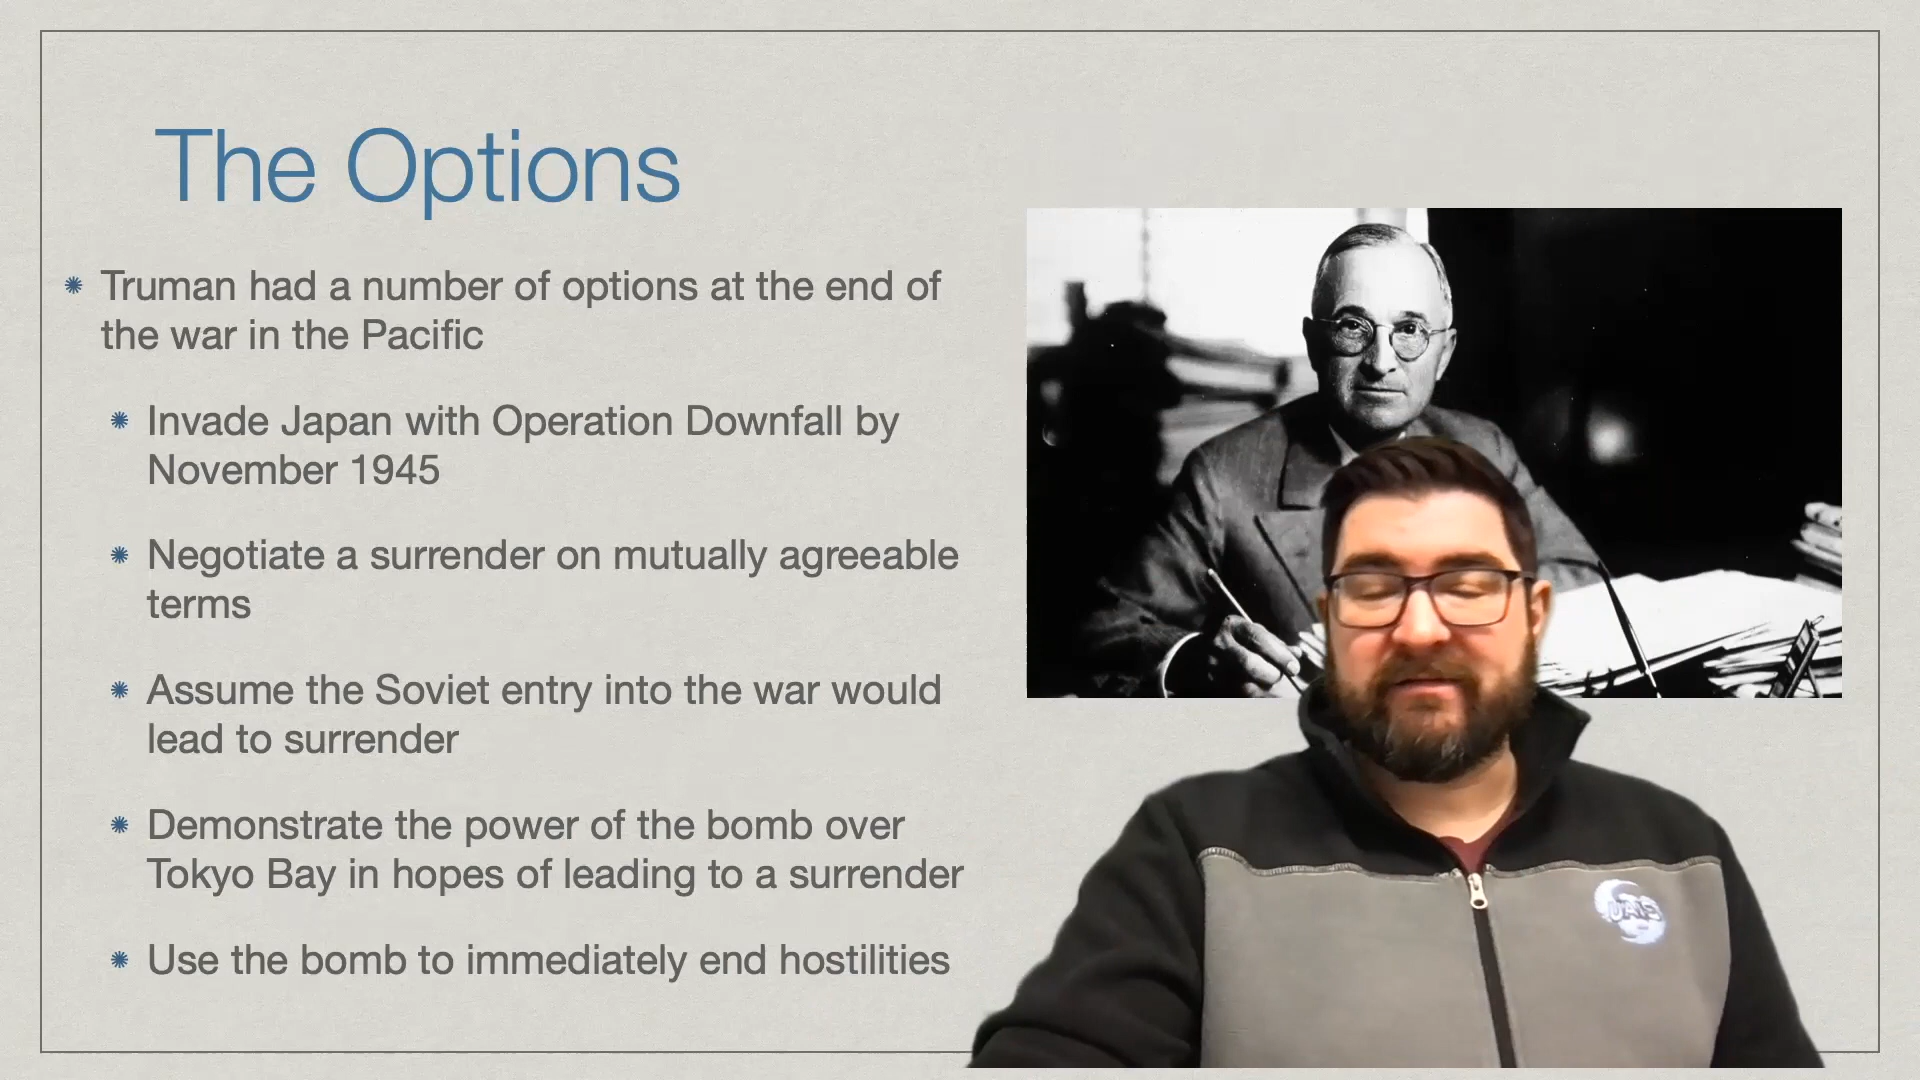 The Options
Truman had a number of options at the end of
the war in the Pacific
Invade Japan with Operation Downfall by
November 1945
Negotiate a surrender on mutually agreeable
terms
Assume the Soviet entry into the war would
lead to surrender
Demonstrate the power of the bomb over
Tokyo Bay in hopes of leading to a surrender
Use the bomb to immediately end hostilities